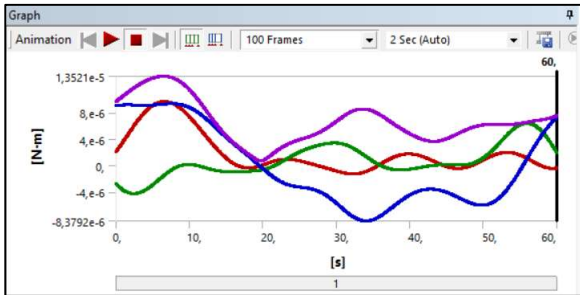 Graph
Animation 100 Frames 2 Sec (Auto)
60,
1,3521e-5
8,e-6
4,e-6
0,
-4,e-6
-8,3792e-6
[N·m]
0, 10, 20, 30, 40, 50, 60,
[s]
1